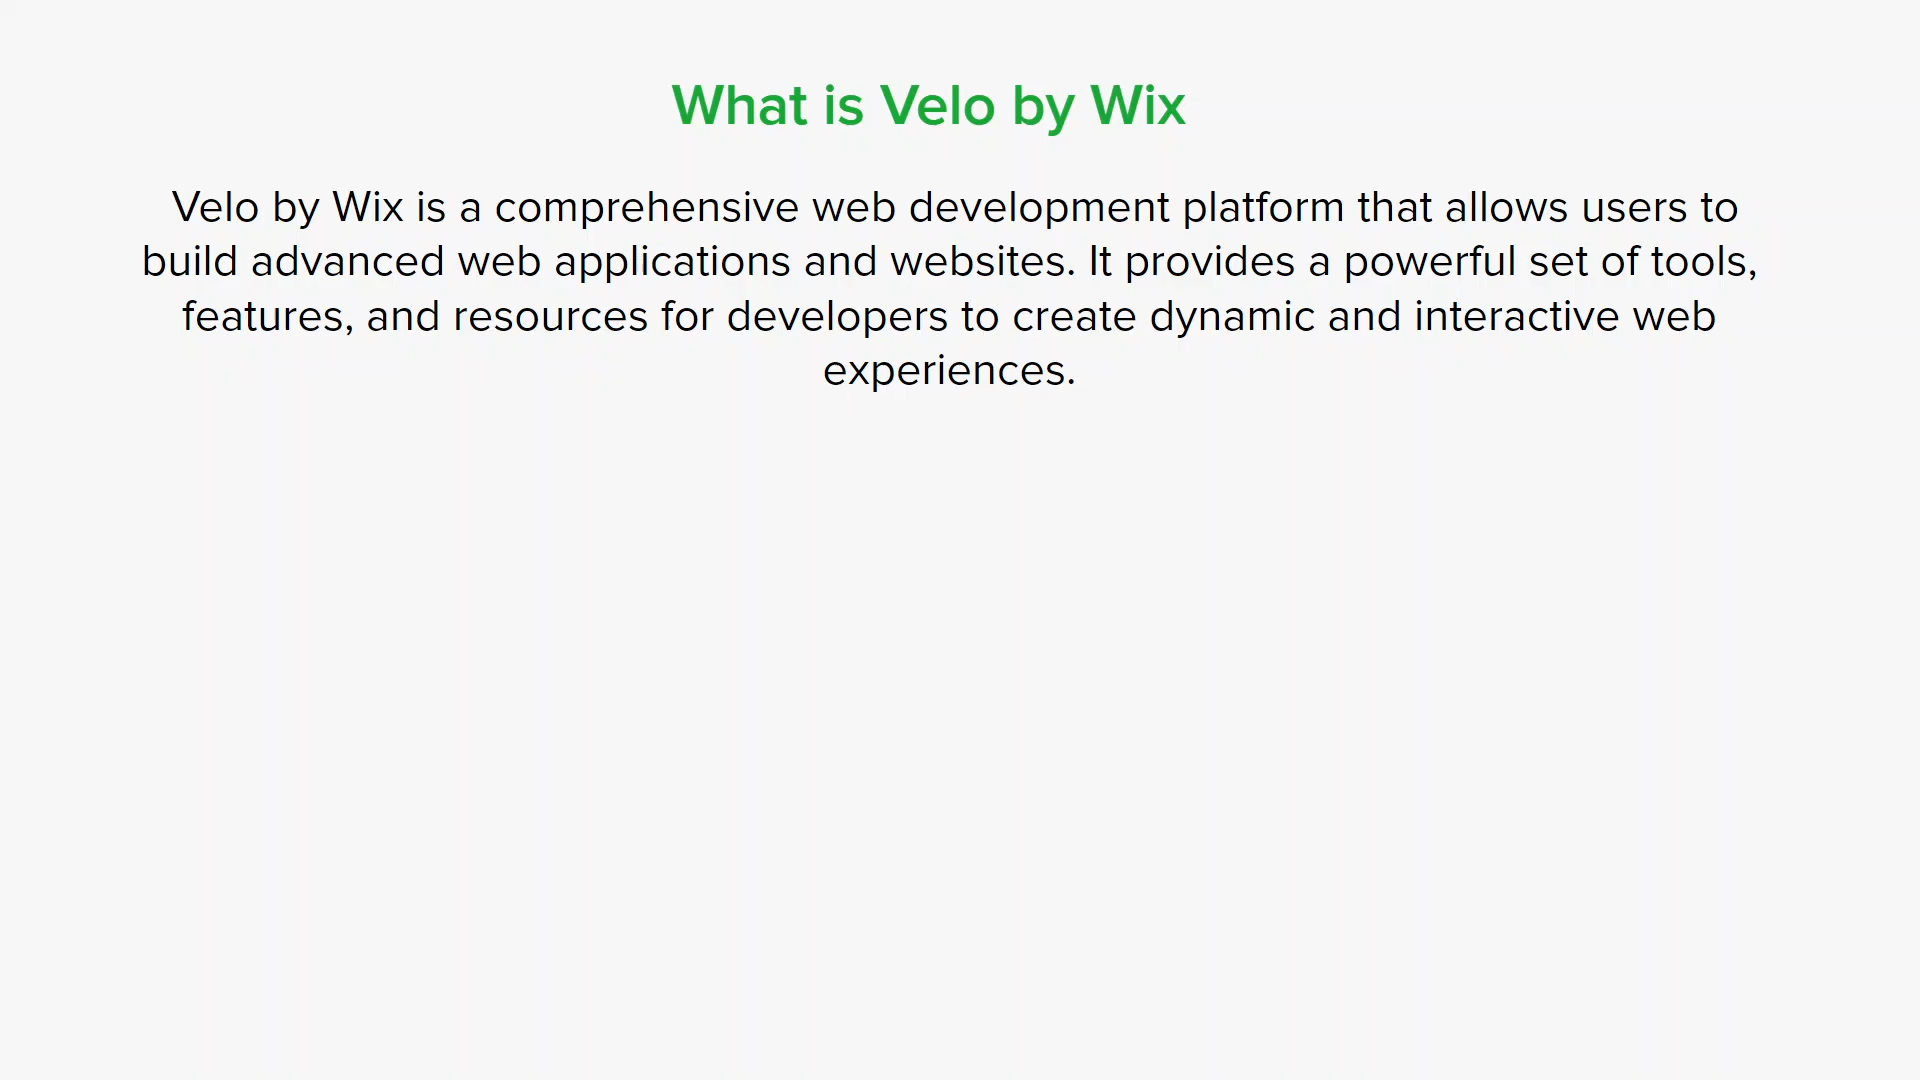 What is Velo by Wix
Velo by Wix is a comprehensive web development platform that allows users to
build advanced web applications and websites. It provides a powerful set of tools,
features, and resources for developers to create dynamic and interactive web
experiences.